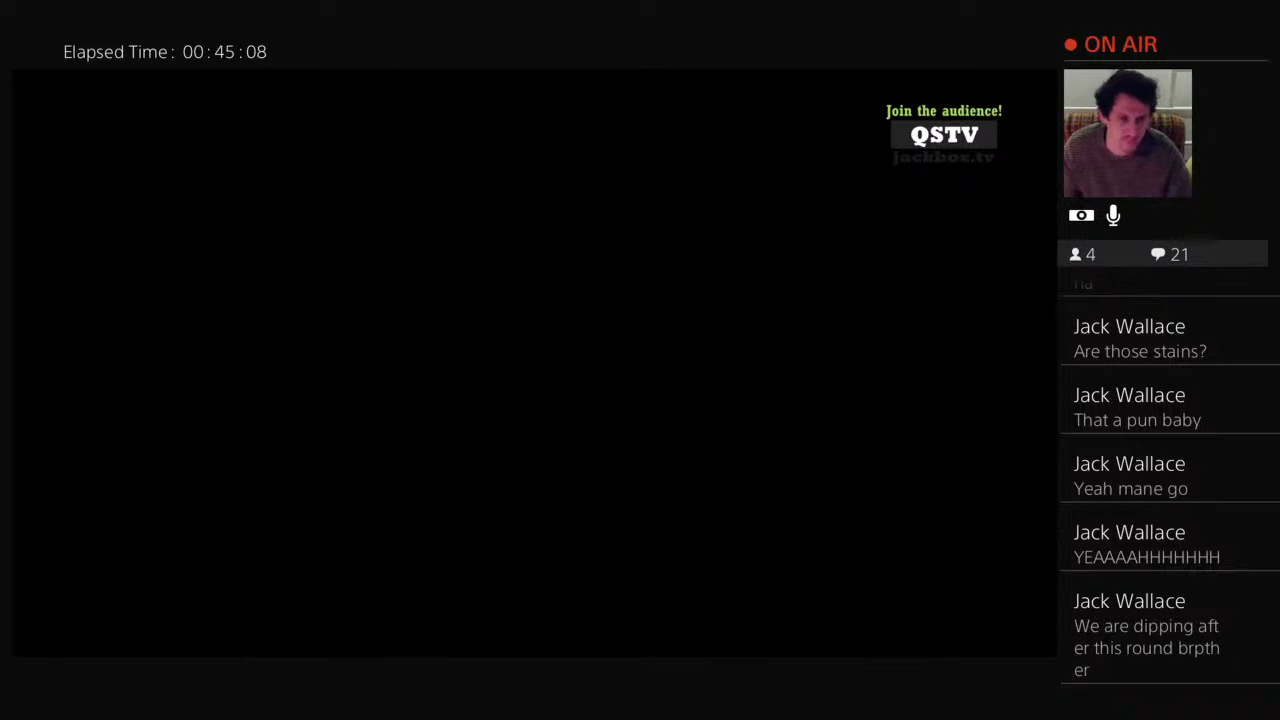 Elapsed Time: 00:45:08
ON AIR
Join the audience!
QSTV
jackbox.tv
4 21
Jack Wallace
Are those stains?
Jack Wallace
That a pun baby
Jack Wallace
Yeah mane go
Jack Wallace
YEAAAAHHHHHHH
Jack Wallace
We are dipping aft
er this round brpth
er